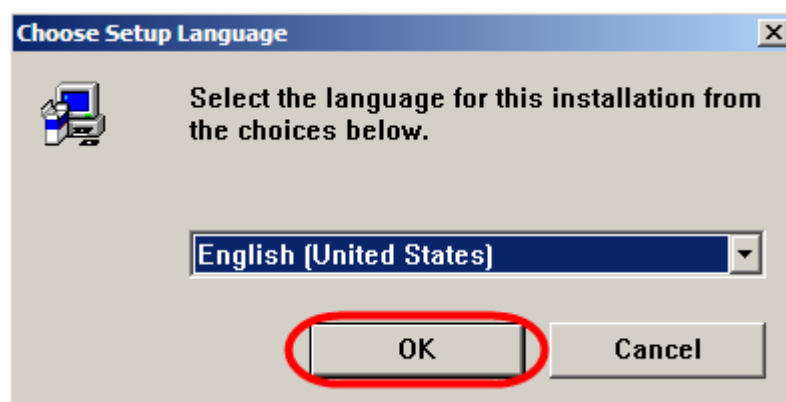 Choose Setup Language
Select the language for this installation from
the choices below.
English (United States)
OK
Cancel